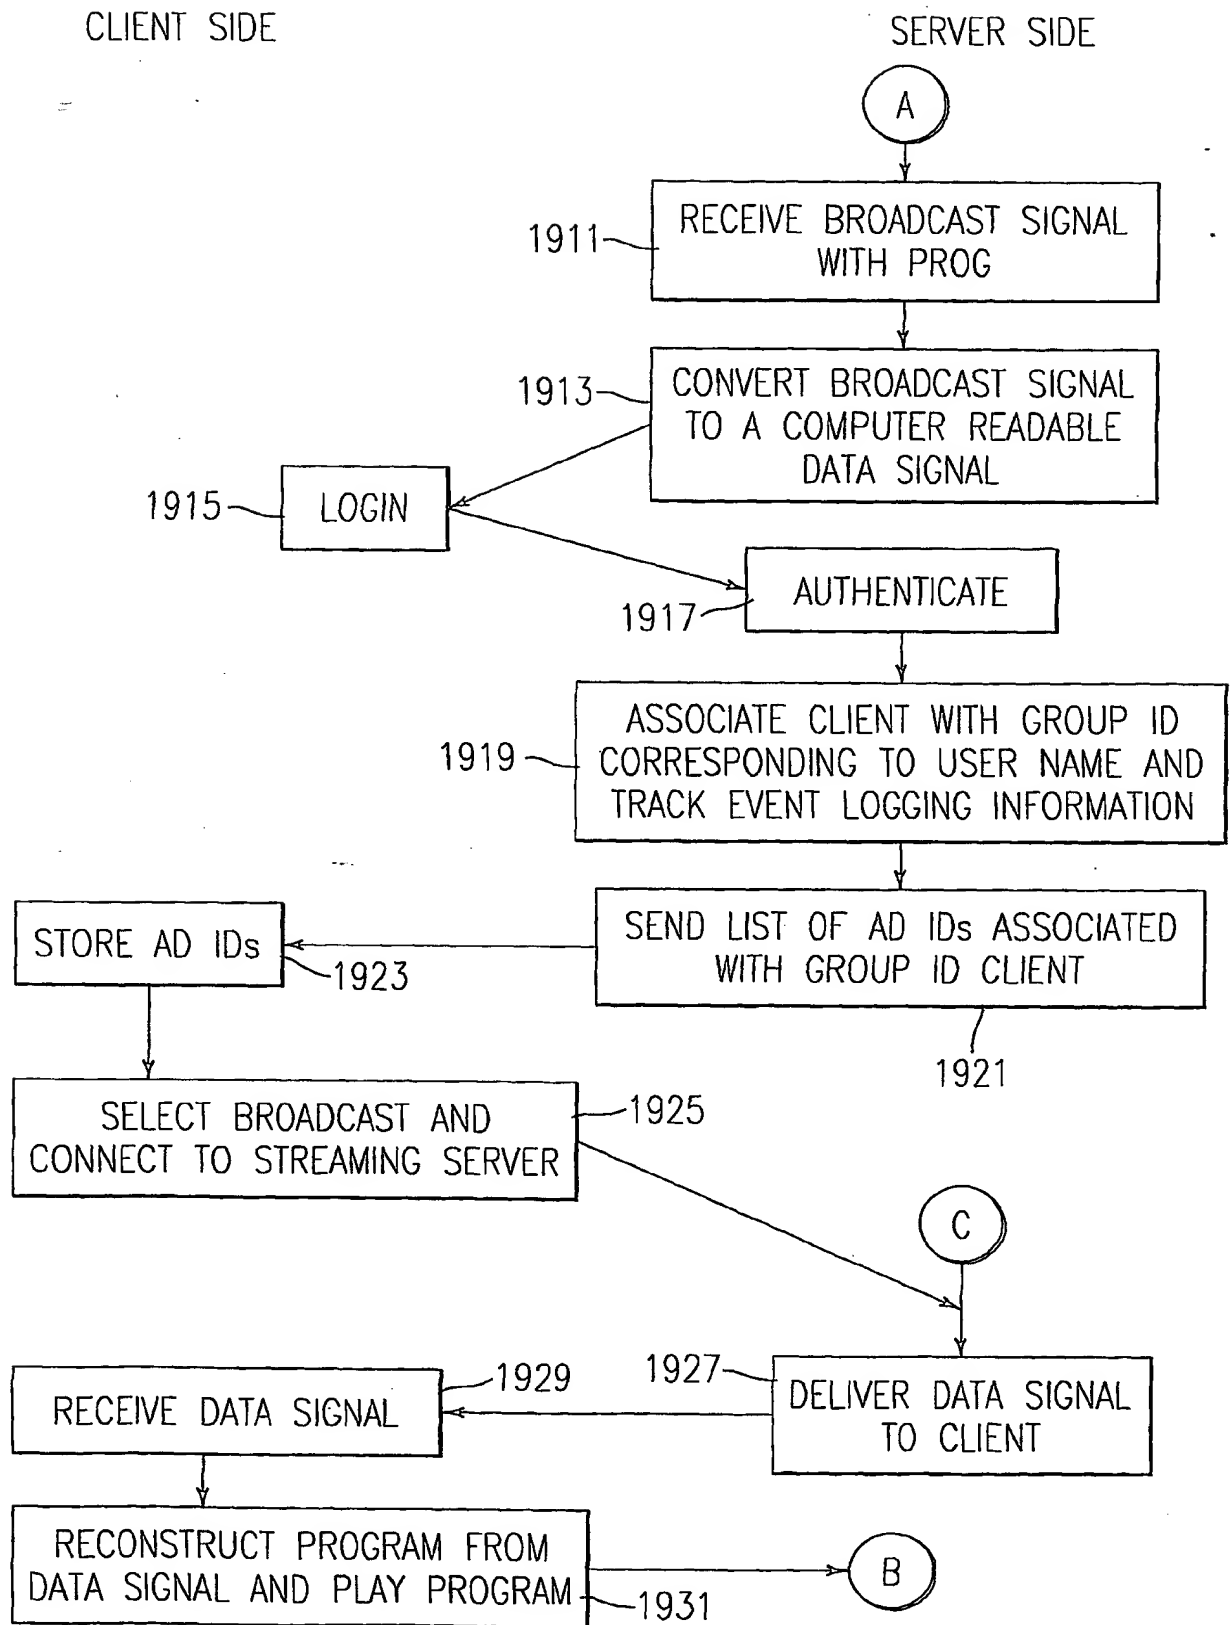 CLIENT SIDE
SERVER SIDE
A
1911
RECEIVE BROADCAST SIGNAL
WITH PROG
1913
CONVERT BROADCAST SIGNAL
TO A COMPUTER READABLE
DATA SIGNAL
1915
LOGIN
AUTHENTICATE
1917
1919
ASSOCIATE CLIENT WITH GROUP ID
CORRESPONDING TO USER NAME AND
TRACK EVENT LOGGING INFORMATION
STORE AD IDs
1923
SEND LIST OF AD IDs ASSOCIATED
WITH GROUP ID CLIENT
1921
SELECT BROADCAST AND
CONNECT TO STREAMING SERVER
1925
C
1927
DELIVER DATA SIGNAL
TO CLIENT
1929
RECEIVE DATA SIGNAL
RECONSTRUCT PROGRAM FROM
DATA SIGNAL AND PLAY PROGRAM
1931
B